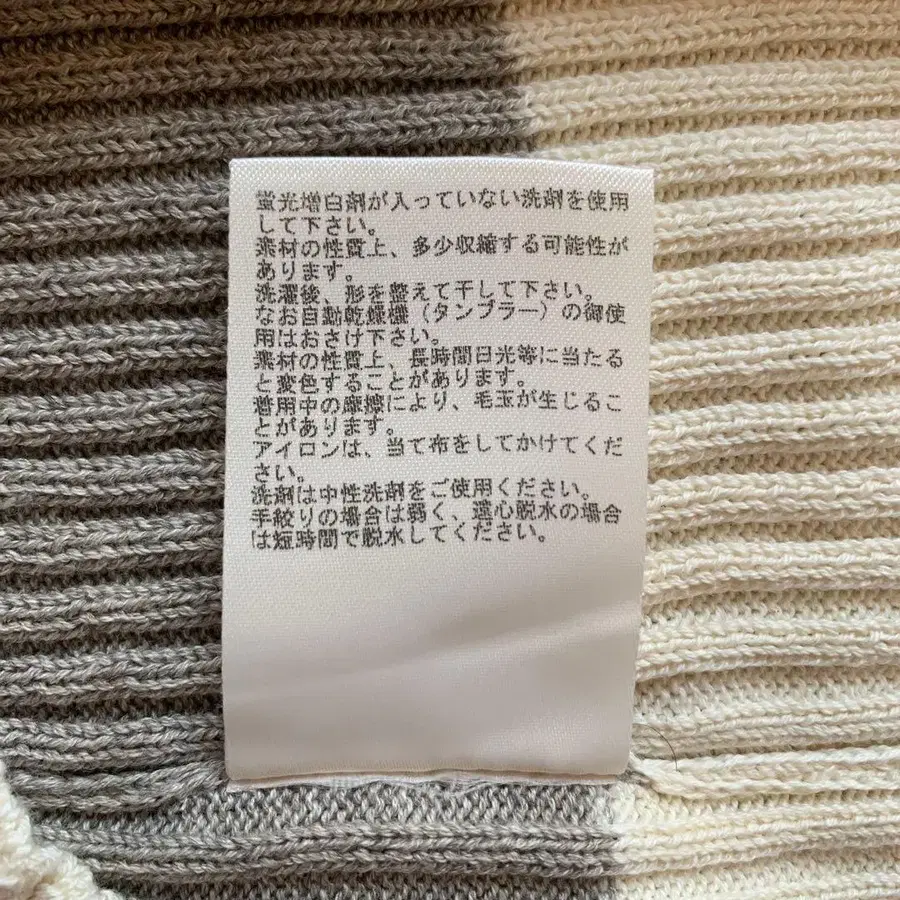 蛍光増白剤が入っていない洗剤を使用
して下さい。
素材の性質上、多少収縮する可能性が
あります。
洗濯後、形を整えて干して下さい。
なお自動乾燥機（タンブラー）の御使
用はおさけ下さい。
素材の性質上、長時間日光等に当たる
と変色することがあります。
着用中の摩擦により、毛玉が生じるこ
とがあります。
アイロンは、当て布をしてかけてくだ
さい。
洗剤は中性洗剤をご使用ください。
手絞りの場合は弱く、遠心脱水の場合
は短時間で脱水してください。